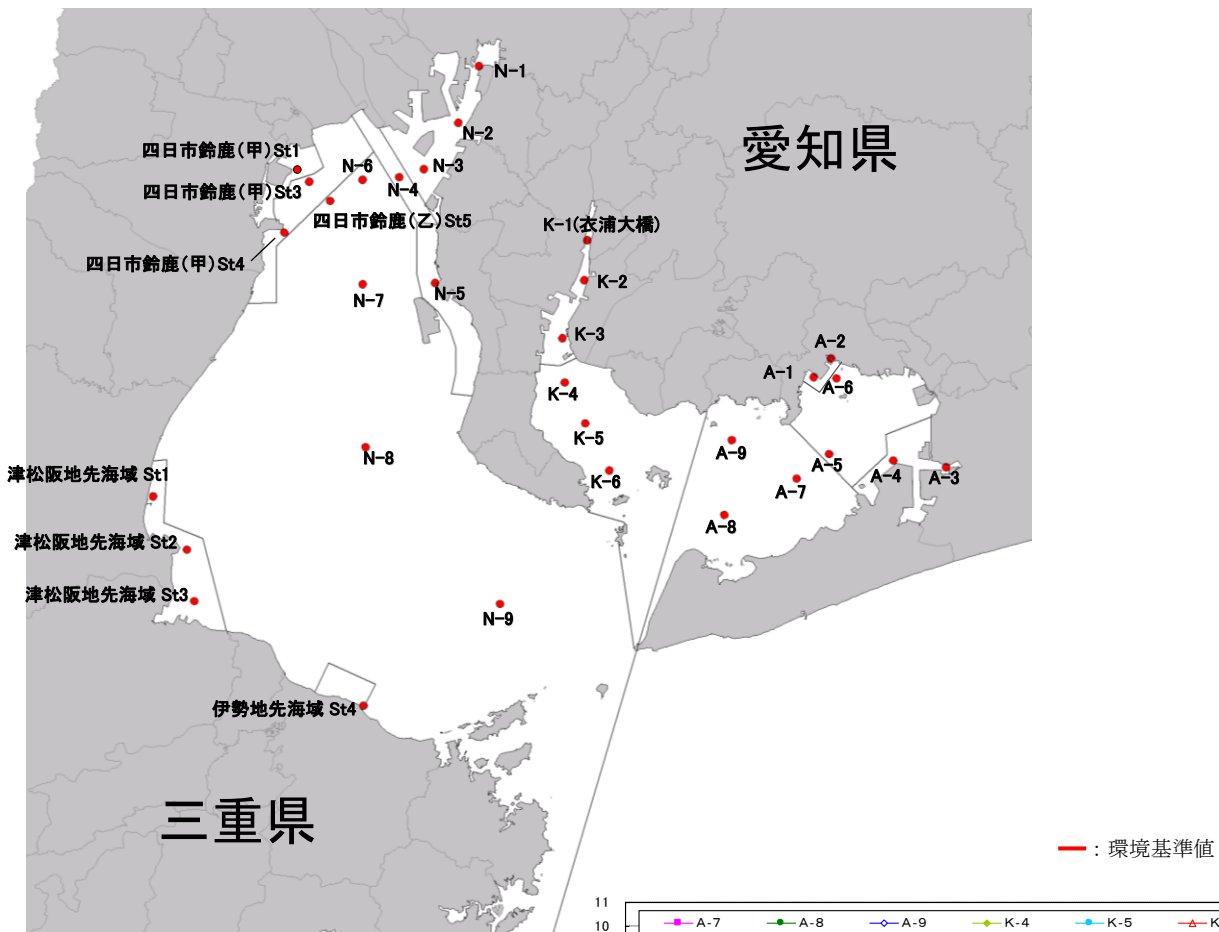 N-1
N-2
愛知県
四日市鈴鹿(甲)St1
N-6
N-3
N-4
四日市鈴鹿(甲)St3
四日市鈴鹿(乙)St5
K-1(衣浦大橋)
四日市鈴鹿(甲)St4
K-2
N-7
N-5
K-3
A-2
A-1
A-6
K-4
K-5
A-9
N-8
A-5
A-4
A-3
K-6
A-7
津松阪地先海域 St1
A-8
津松阪地先海域 St2
津松阪地先海域 St3
N-9
伊勢地先海域 St4
三重県
:環境基準値
11
10
A-7 A-8 A-9 K-4 K-5